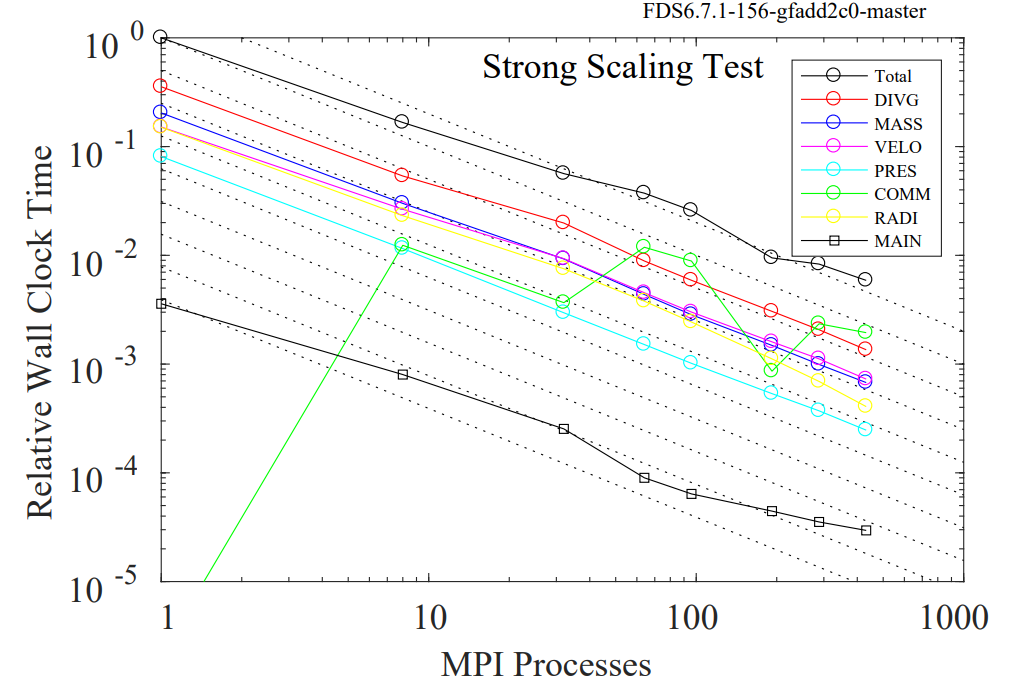 FDS6.7.1-156-gfadd2c0-master
Strong Scaling Test
Total
DIVG
MASS
VELO
PRES
COMM
RADI
MAIN
Relative Wall Clock Time
10 0
10 -1
10 -2
10 -3
10 -4
10 -5
1 10 100 1000
MPI Processes